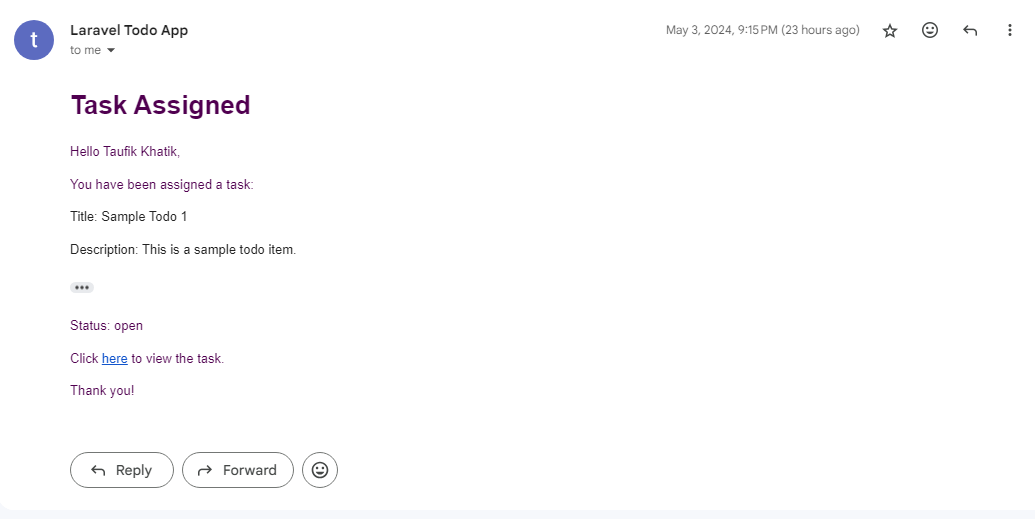 t
Laravel Todo App
May 3, 2024, 9:15 PM (23 hours ago)
to me
Task Assigned
Hello Taufik Khatik,
You have been assigned a task:
Title: Sample Todo 1
Description: This is a sample todo item.
•••
Status: open
Click here to view the task.
Thank you!
Reply
Forward